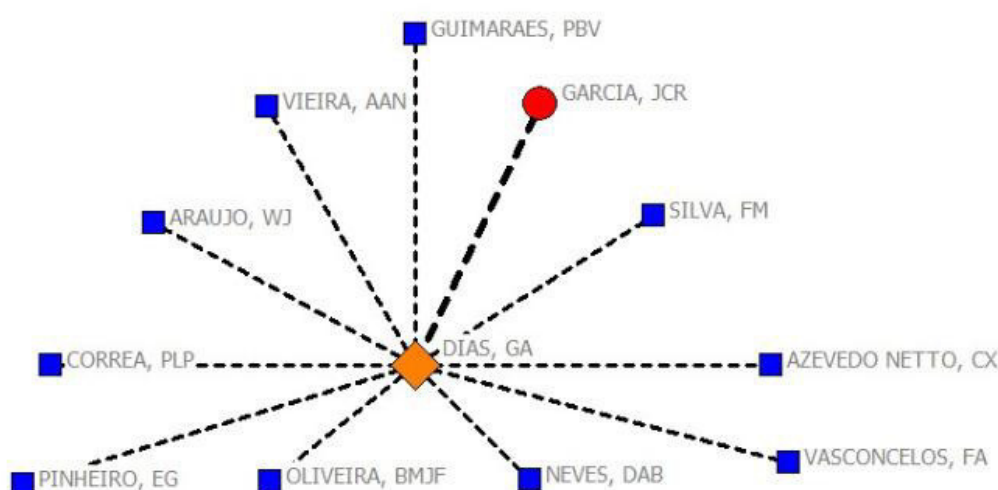 GUIMARAES, PBV
VIEIRA, AAN
GARCIA, JCR
ARAUJO, WJ
SILVA, FM
DIAS, GA
CORREA, PLP
AZEVEDO NETTO, CX
PINHEIRO, EG
OLIVEIRA, BMJF
NEVES, DAB
VASCONCELOS, FA